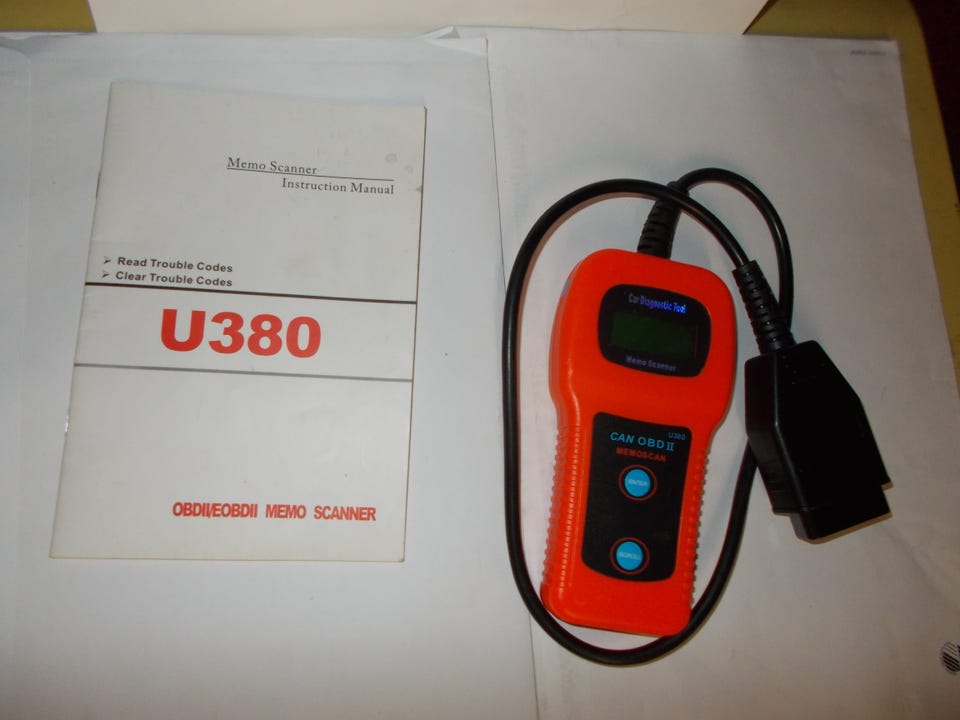 Memo Scanner
Instruction Manual
➢ Read Trouble Codes
➢ Clear Trouble Codes
U380
OBDII/EOBDII MEMO SCANNER
Car Diagnostic Tool
Memo Scanner
U380
CAN OBD II
MEMOSCAN
ENTER
SCROLL